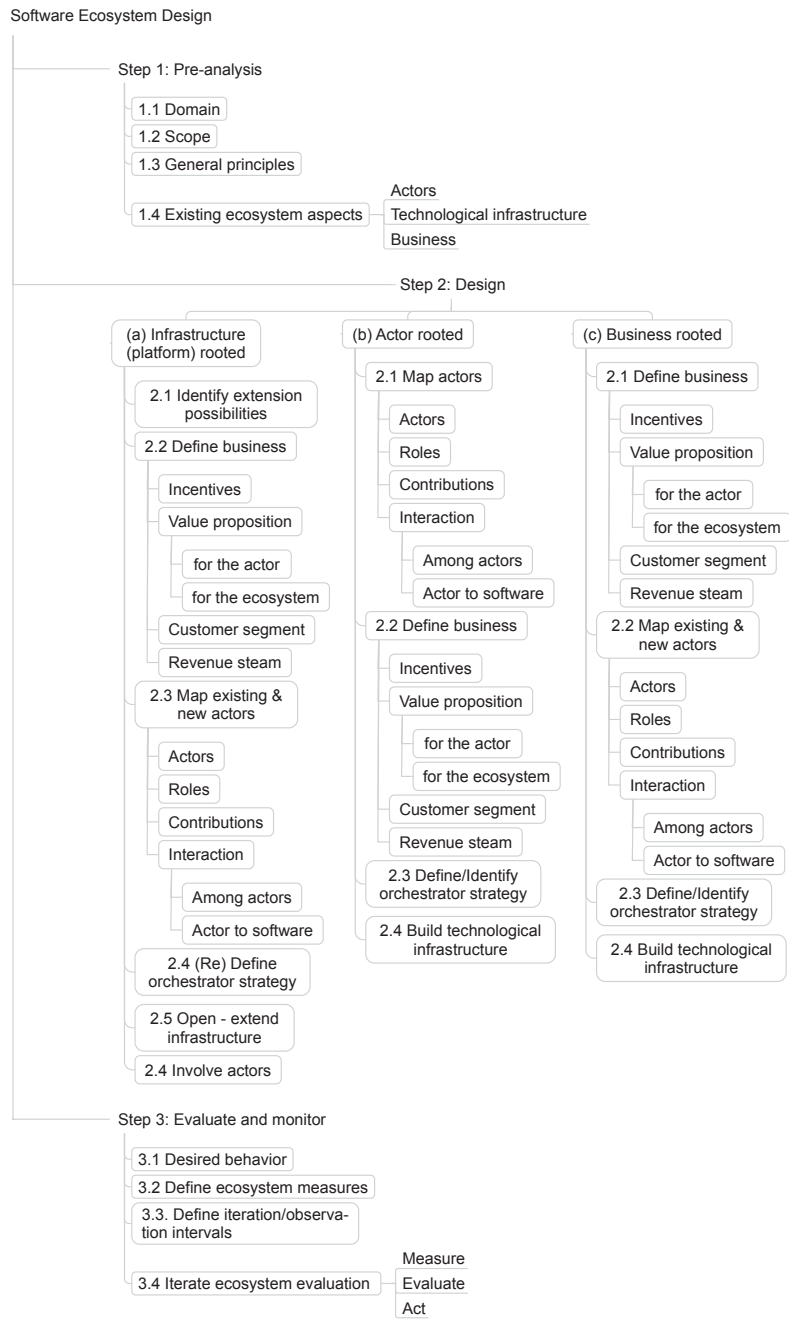 Software Ecosystem Design
Step 1: Pre-analysis
1.1 Domain
1.2 Scope
1.3 General principles
1.4 Existing ecosystem aspects
Actors
Technological infrastructure
Business
Step 2: Design
(a) Infrastructure
(platform) rooted
2.1 Identify extension
possibilities
2.2 Define business
Incentives
Value proposition
for the actor
for the ecosystem
Customer segment
Revenue steam
2.3 Map existing &
new actors
Actors
Roles
Contributions
Interaction
Among actors
Actor to software
2.4 (Re) Define
orchestrator strategy
2.5 Open - extend
infrastructure
2.4 Involve actors
(b) Actor rooted
2.1 Map actors
Actors
Roles
Contributions
Interaction
Among actors
Actor to software
2.2 Define business
Incentives
Value proposition
for the actor
for the ecosystem
Customer segment
Revenue steam
2.3 Define/Identify
orchestrator strategy
2.4 Build technological
infrastructure
(c) Business rooted
2.1 Define business
Incentives
Value proposition
for the actor
for the ecosystem
Customer segment
Revenue steam
2.2 Map existing &
new actors
Actors
Roles
Contributions
Interaction
Among actors
Actor to software
2.3 Define/Identify
orchestrator strategy
2.4 Build technological
infrastructure
Step 3: Evaluate and monitor
3.1 Desired behavior
3.2 Define ecosystem measures
3.3. Define iteration/observa-
tion intervals
3.4 Iterate ecosystem evaluation
Measure
Evaluate
Act